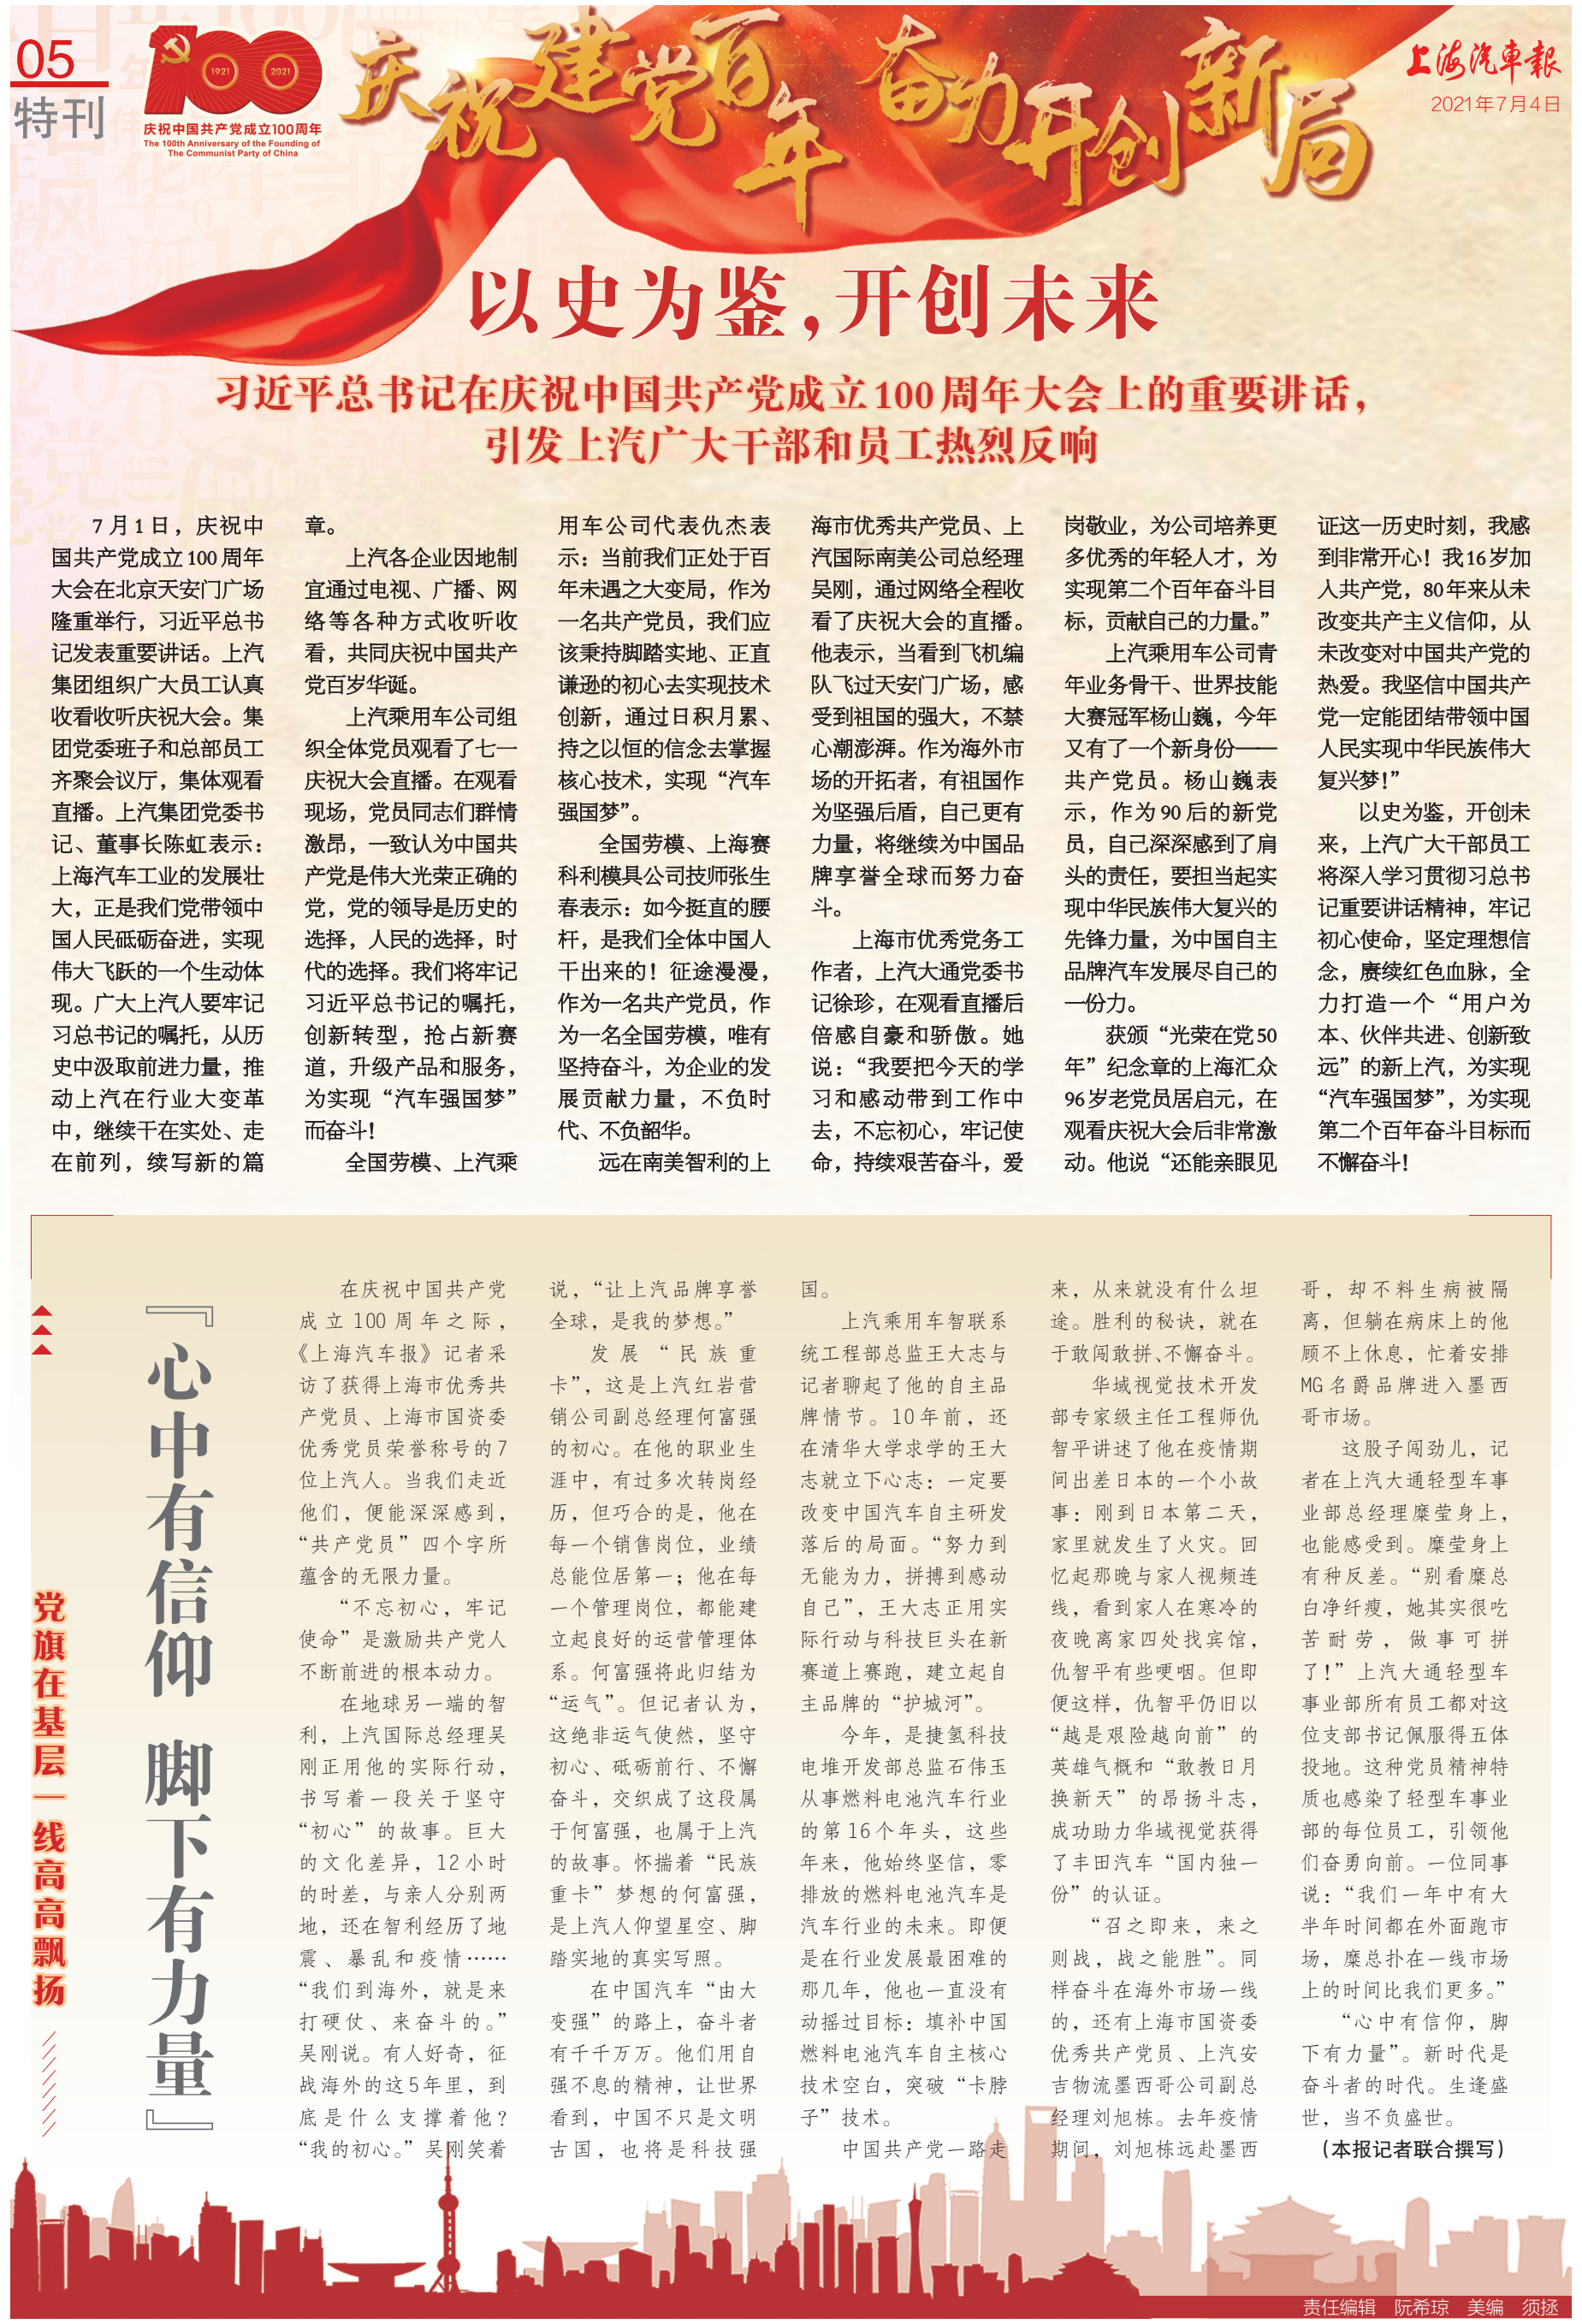 05
特刊
1921
2021
庆祝中国共产党成立100周年
The 100th Anniversary of the Founding of
The Communist Party of China
庆祝建党百年 奋力开创新局
上海汽車報
2021年7月4日
以史为鉴，开创未来
习近平总书记在庆祝中国共产党成立100周年大会上的重要讲话，
引发上汽广大干部和员工热烈反响
7月1日，庆祝中
国共产党成立100周年
大会在北京天安门广场
隆重举行，习近平总书
记发表重要讲话。上汽
集团组织广大员工认真
收看收听庆祝大会。集
团党委班子和总部员工
齐聚会议厅，集体观看
直播。上汽集团党委书
记、董事长陈虹表示：
上海汽车工业的发展壮
大，正是我们党带领中
国人民砥砺奋进，实现
伟大飞跃的一个生动体
现。广大上汽人要牢记
习总书记的嘱托，从历
史中汲取前进力量，推
动上汽在行业大变革
中，继续干在实处、走
在前列，续写新的篇
章。
上汽各企业因地制
宜通过电视、广播、网
络等各种方式收听收
看，共同庆祝中国共产
党百岁华诞。
上汽乘用车公司组
织全体党员观看了七一
庆祝大会直播。在观看
现场，党员同志们群情
激昂，一致认为中国共
产党是伟大光荣正确的
党，党的领导是历史的
选择，人民的选择，时
代的选择。我们将牢记
习近平总书记的嘱托，
创新转型，抢占新赛
道，升级产品和服务，
为实现“汽车强国梦”
而奋斗！
全国劳模、上汽乘
用车公司代表仇杰表
示：当前我们正处于百
年未遇之大变局，作为
一名共产党员，我们应
该秉持脚踏实地、正直
谦逊的初心去实现技术
创新，通过日积月累、
持之以恒的信念去掌握
核心技术，实现“汽车
强国梦”。
全国劳模、上海赛
科利模具公司技师张生
春表示：如今挺直的腰
杆，是我们全体中国人
干出来的！征途漫漫，
作为一名共产党员，作
为一名全国劳模，唯有
坚持奋斗，为企业的发
展贡献力量，不负时
代、不负韶华。
远在南美智利的上
海市优秀共产党员、上
汽国际南美公司总经理
吴刚，通过网络全程收
看了庆祝大会的直播。
他表示，当看到飞机编
队飞过天安门广场，感
受到祖国的强大，不禁
心潮澎湃。作为海外市
场的开拓者，有祖国作
为坚强后盾，自己更有
力量，将继续为中国品
牌享誉全球而努力奋
斗。
上海市优秀党务工
作者，上汽大通党委书
记徐珍，在观看直播后
倍感自豪和骄傲。她
说：“我要把今天的学
习和感动带到工作中
去，不忘初心，牢记使
命，持续艰苦奋斗，爱
岗敬业，为公司培养更
多优秀的年轻人才，为
实现第二个百年奋斗目
标，贡献自己的力量。”
上汽乘用车公司青
年业务骨干、世界技能
大赛冠军杨山巍，今年
又有了一个新身份——
共产党员。杨山巍表
示，作为90后的新党
员，自己深深感到了肩
头的责任，要担当起实
现中华民族伟大复兴的
先锋力量，为中国自主
品牌汽车发展尽自己的
一份力。
获颁“光荣在党50
年”纪念章的上海汇众
96岁老党员居启元，在
观看庆祝大会后非常激
动。他说“还能亲眼见
证这一历史时刻，我感
到非常开心！我16岁加
入共产党，80年来从未
改变共产主义信仰，从
未改变对中国共产党的
热爱。我坚信中国共产
党一定能团结带领中国
人民实现中华民族伟大
复兴梦！”
以史为鉴，开创未
来，上汽广大干部员工
将深入学习贯彻习总书
记重要讲话精神，牢记
初心使命，坚定理想信
念，赓续红色血脉，全
力打造一个“用户为
本、伙伴共进、创新致
远”的新上汽，为实现
“汽车强国梦”，为实现
第二个百年奋斗目标而
不懈奋斗！
党旗在基层一线高高飘扬
『心中有信仰 脚下有力量』
在庆祝中国共产党
成立100周年之际，
《上海汽车报》记者采
访了获得上海市优秀共
产党员、上海市国资委
优秀党员荣誉称号的7
位上汽人。当我们走近
他们，便能深深感到，
“共产党员”四个字所
蕴含的无限力量。
“不忘初心，牢记
使命”是激励共产党人
不断前进的根本动力。
在地球另一端的智
利，上汽国际总经理吴
刚正用他的实际行动，
书写着一段关于坚守
“初心”的故事。巨大
的文化差异，12小时
的时差，与亲人分别两
地，还在智利经历了地
震、暴乱和疫情……
“我们到海外，就是来
打硬仗、来奋斗的。”
吴刚说。有人好奇，征
战海外的这5年里，到
底是什么支撑着他？
“我的初心。”吴刚笑着
说，“让上汽品牌享誉
全球，是我的梦想。”
发展“民族重
卡”，这是上汽红岩营
销公司副总经理何富强
的初心。在他的职业生
涯中，有过多次转岗经
历，但巧合的是，他在
每一个销售岗位，业绩
总能位居第一；他在每
一个管理岗位，都能建
立起良好的运营管理体
系。何富强将此归结为
“运气”。但记者认为，
这绝非运气使然，坚守
初心、砥砺前行、不懈
奋斗，交织成了这段属
于何富强，也属于上汽
的故事。怀揣着“民族
重卡”梦想的何富强，
是上汽人仰望星空、脚
踏实地的真实写照。
在中国汽车“由大
变强”的路上，奋斗者
有千千万万。他们用自
强不息的精神，让世界
看到，中国不只是文明
古国，也将是科技强
国。
上汽乘用车智联系
统工程部总监王大志与
记者聊起了他的自主品
牌情节。10年前，还
在清华大学求学的王大
志就立下心志：一定要
改变中国汽车自主研发
落后的局面。“努力到
无能为力，拼搏到感动
自己”，王大志正用实
际行动与科技巨头在新
赛道上赛跑，建立起自
主品牌的“护城河”。
今年，是捷氢科技
电堆开发部总监石伟玉
从事燃料电池汽车行业
的第16个年头，这些
年来，他始终坚信，零
排放的燃料电池汽车是
汽车行业的未来。即便
是在行业发展最困难的
那几年，他也一直没有
动摇过目标：填补中国
燃料电池汽车自主核心
技术空白，突破“卡脖
子”技术。
中国共产党一路走
来，从来就没有什么坦
途。胜利的秘诀，就在
于敢闯敢拼、不懈奋斗。
华域视觉技术开发
部专家级主任工程师仇
智平讲述了他在疫情期
间出差日本的一个小故
事：刚到日本第二天，
家里就发生了火灾。回
忆起那晚与家人视频连
线，看到家人在寒冷的
夜晚离家四处找宾馆，
仇智平有些哽咽。但即
便这样，仇智平仍旧以
“越是艰险越向前”的
英雄气概和“敢教日月
换新天”的昂扬斗志，
成功助力华域视觉获得
了丰田汽车“国内独一
份”的认证。
“召之即来，来之
则战，战之能胜”。同
样奋斗在海外市场一线
的，还有上海市国资委
优秀共产党员、上汽安
吉物流墨西哥公司副总
经理刘旭栋。去年疫情
期间，刘旭栋远赴墨西
哥，却不料生病被隔
离，但躺在病床上的他
顾不上休息，忙着安排
MG名爵品牌进入墨西
哥市场。
这股子闯劲儿，记
者在上汽大通轻型车事
业部总经理糜莹身上，
也能感受到。糜莹身上
有种反差。“别看糜总
白净纤瘦，她其实很吃
苦耐劳，做事可拼
了！”上汽大通轻型车
事业部所有员工都对这
位支部书记佩服得五体
投地。这种党员精神特
质也感染了轻型车事业
部的每位员工，引领他
们奋勇向前。一位同事
说：“我们一年中有大
半年时间都在外面跑市
场，糜总扑在一线市场
上的时间比我们更多。”
“心中有信仰，脚
下有力量”。新时代是
奋斗者的时代。生逢盛
世，当不负盛世。
（本报记者联合撰写）
责任编辑 阮希琼 美编 须拯